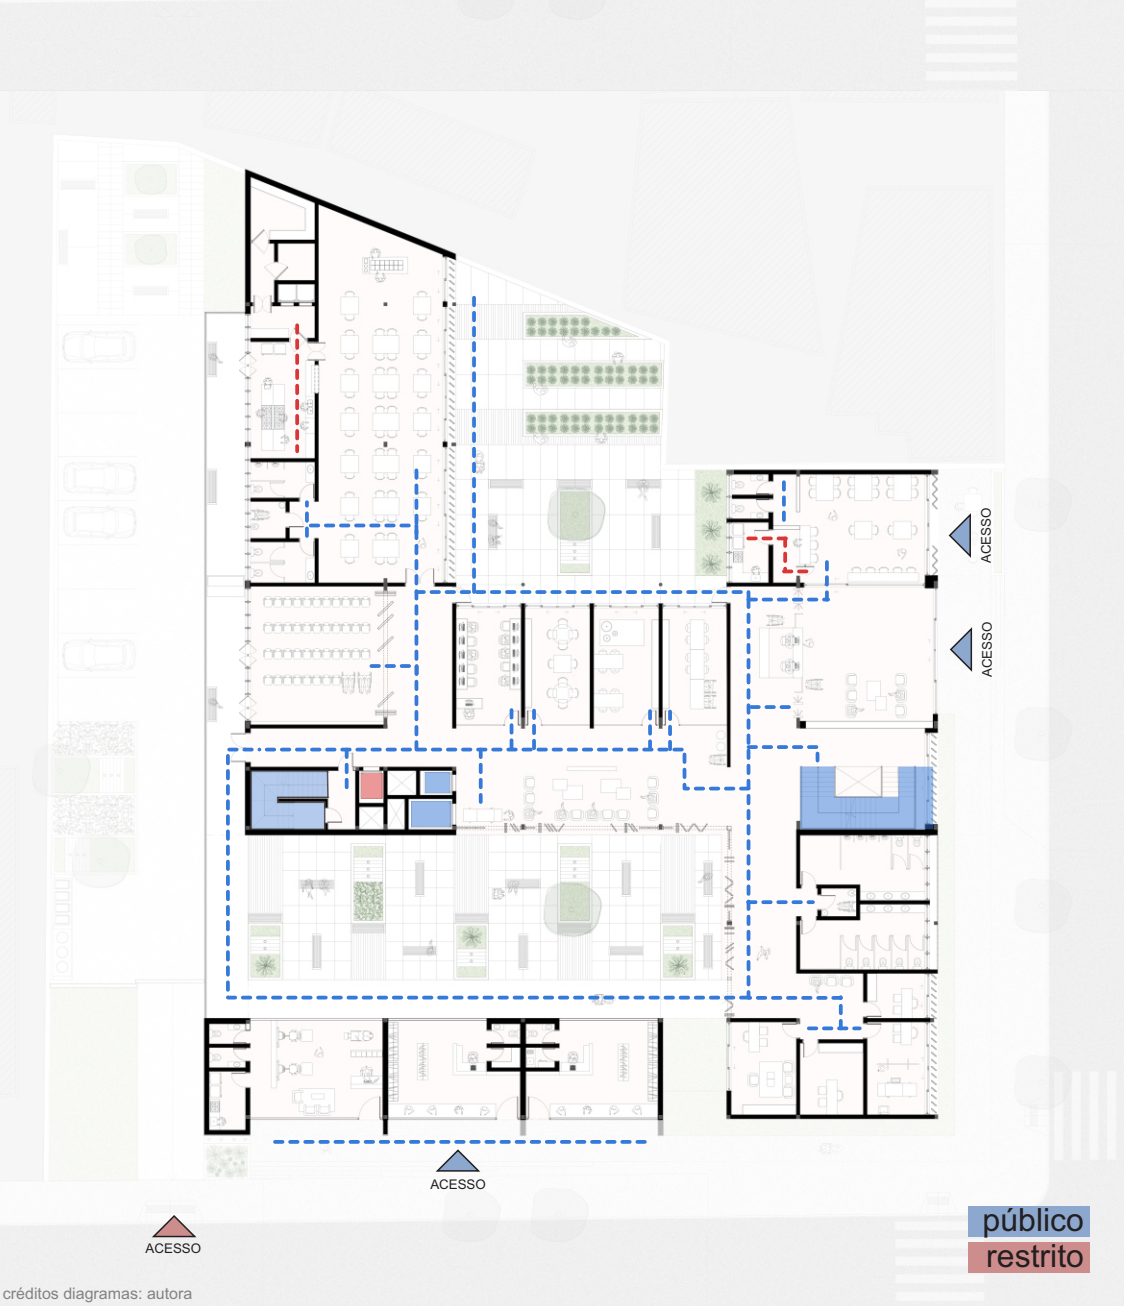 ACESSO
ACESSO
ACESSO
ACESSO
público
restrito
créditos diagramas: autora